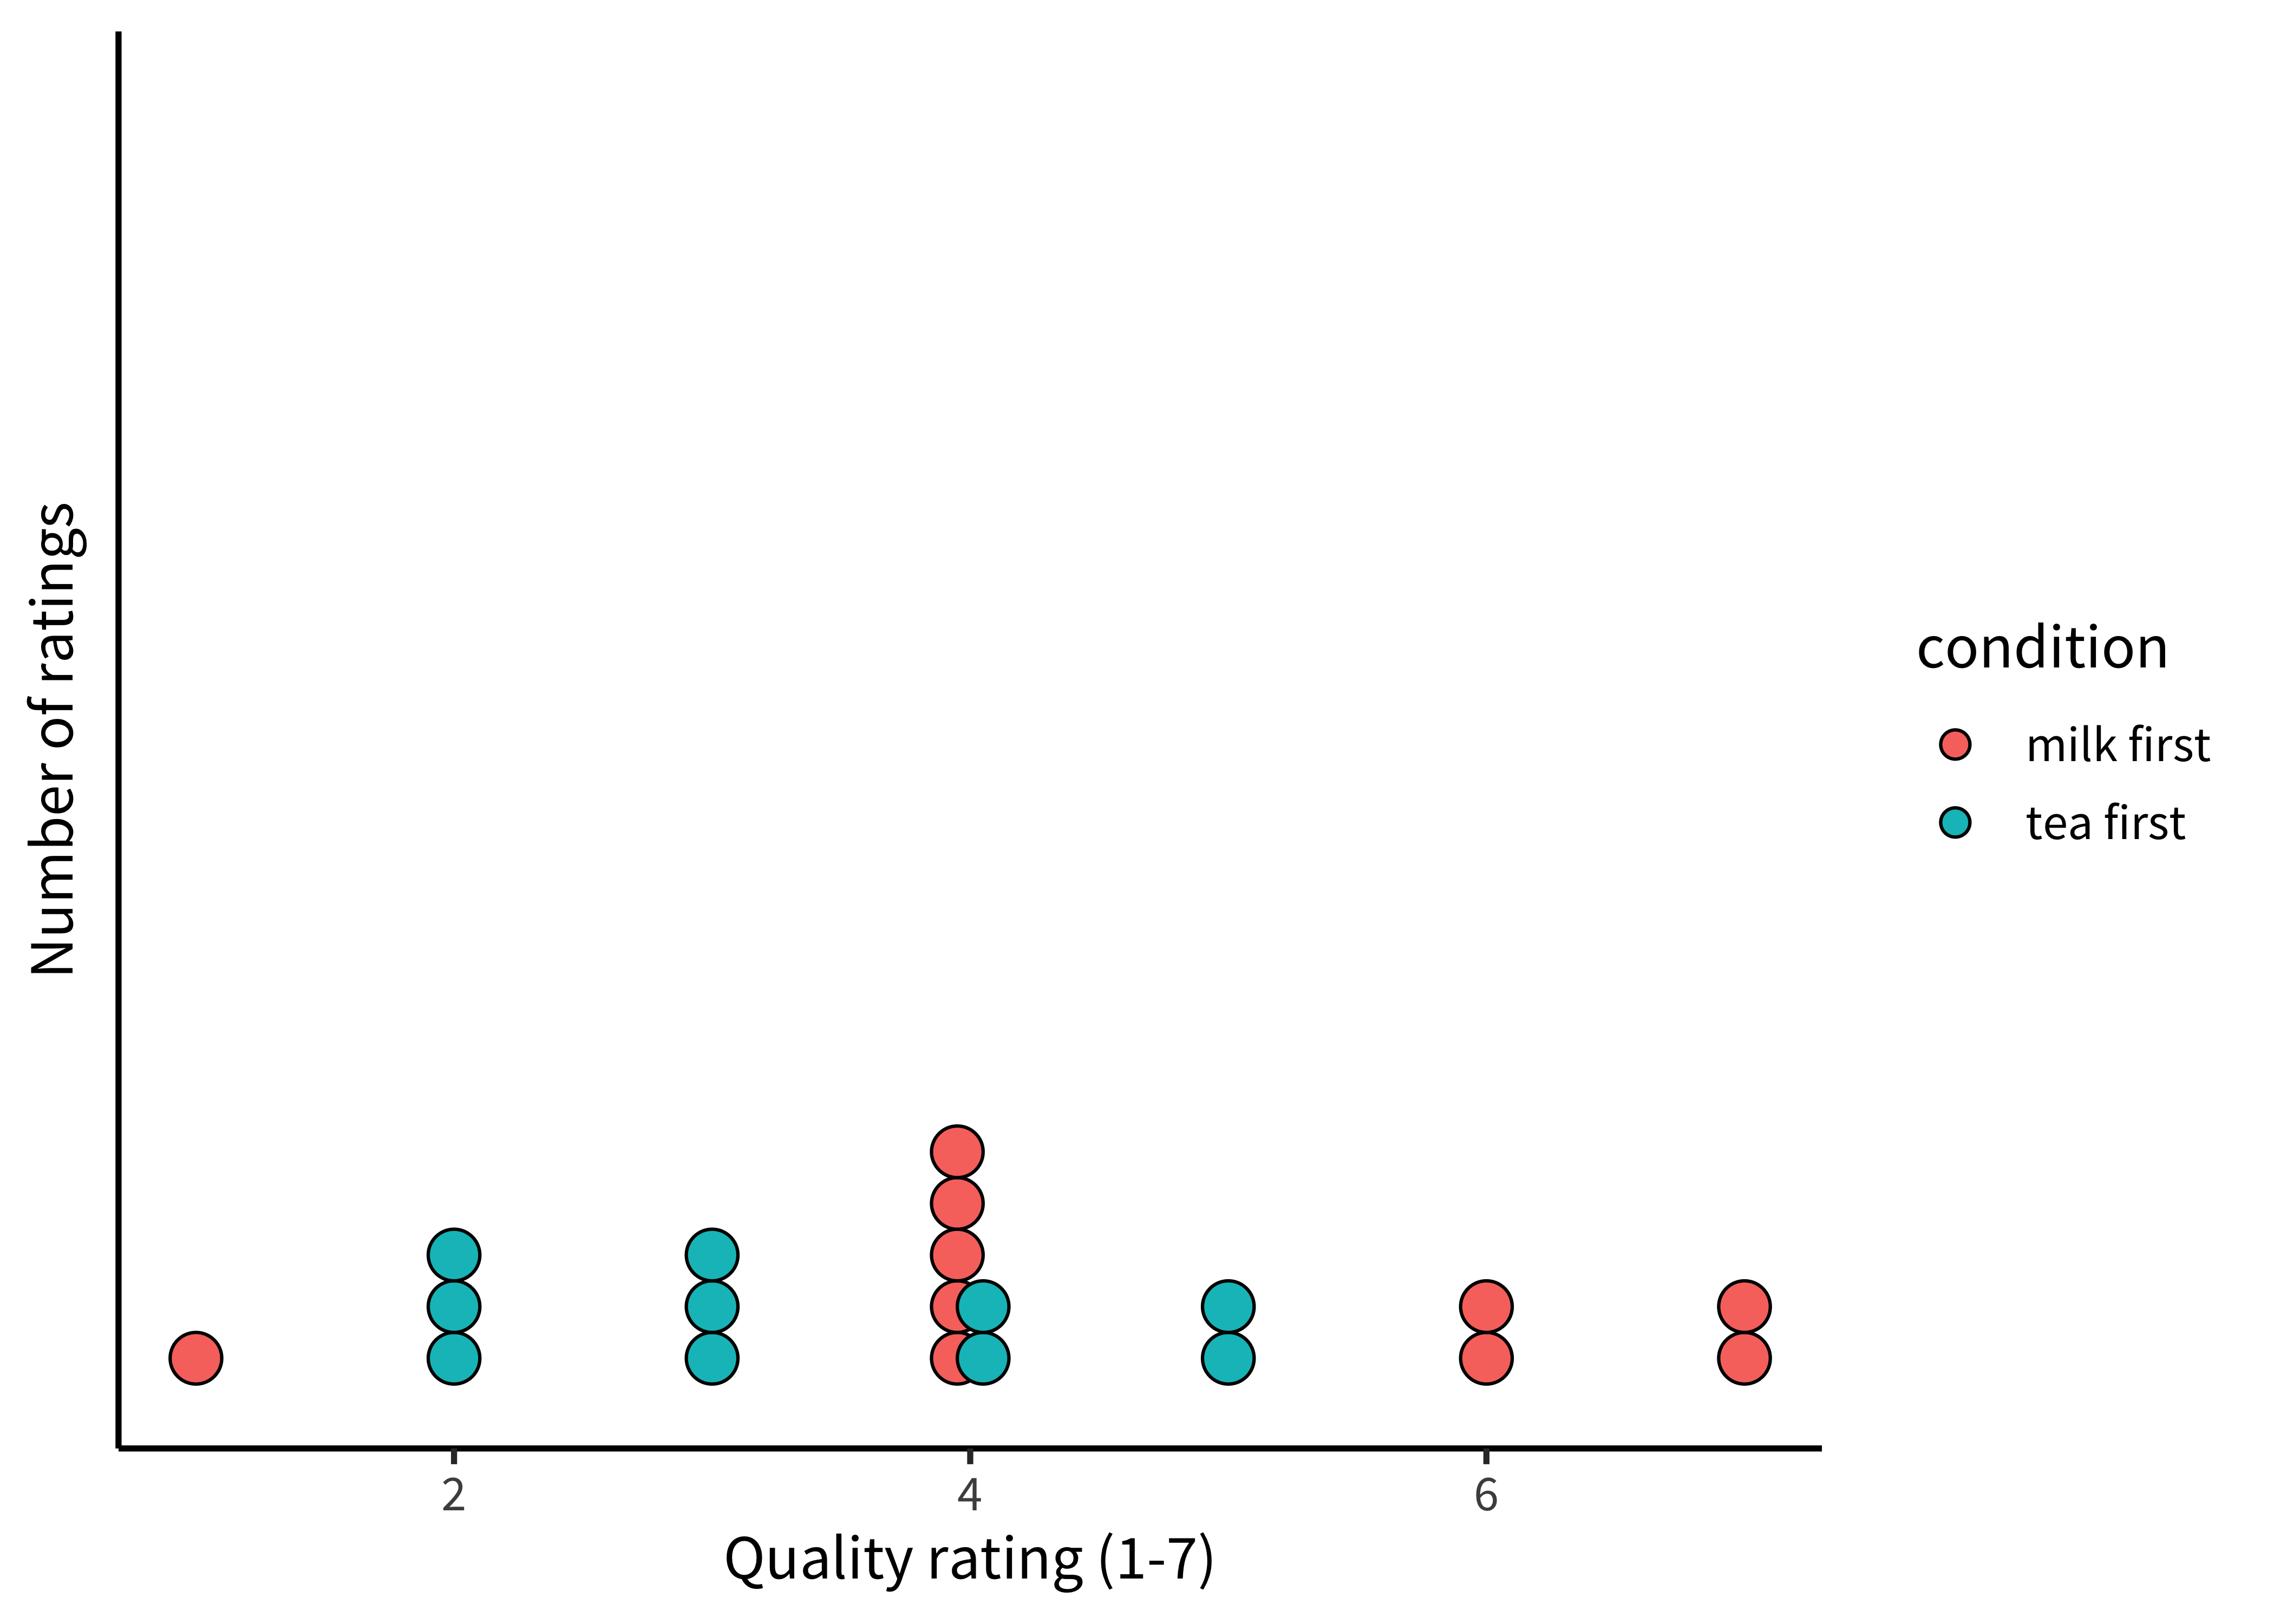 Number of ratings
condition
milk first
tea first
2
4
6
Quality rating (1-7)